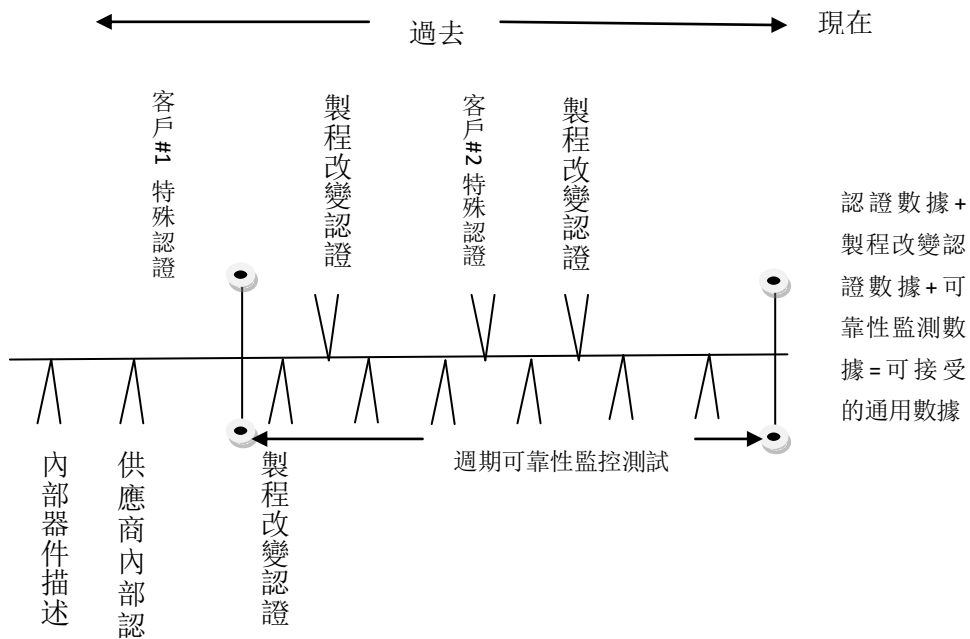 過去
現在
客戶#1 特殊認證
製程改變認證
客戶#2 特殊認證
製程改變認證
認證數據+
製程改變認
證數據+可
靠性監測數
據=可接受
的通用數據
週期可靠性監控測試
內部器件描述
供應商內部認
製程改變認證